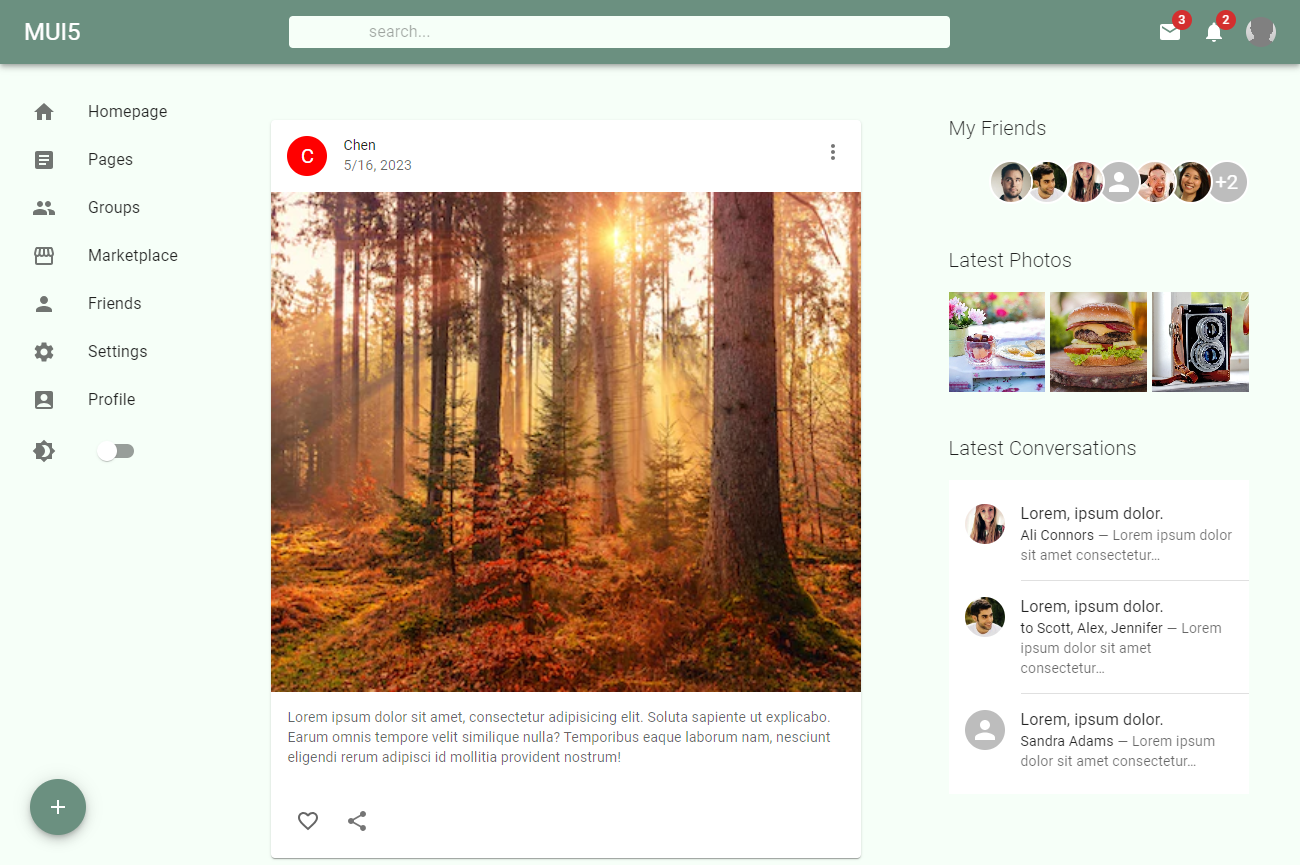 MUI5
search...
3
2
Homepage
Pages
Groups
Marketplace
Friends
Settings
Profile
C
Chen
5/16, 2023
Lorem ipsum dolor sit amet, consectetur adipisicing elit. Soluta sapiente ut explicabo.
Earum omnis tempore velit similique nulla? Temporibus eaque laborum nam, nesciunt
eligendi rerum adipisci id mollitia provident nostrum!
My Friends
+2
Latest Photos
Latest Conversations
Lorem, ipsum dolor.
Ali Connors — Lorem ipsum dolor
sit amet consectetur…
Lorem, ipsum dolor.
to Scott, Alex, Jennifer — Lorem
ipsum dolor sit amet
consectetur…
Lorem, ipsum dolor.
Sandra Adams — Lorem ipsum
dolor sit amet consectetur…